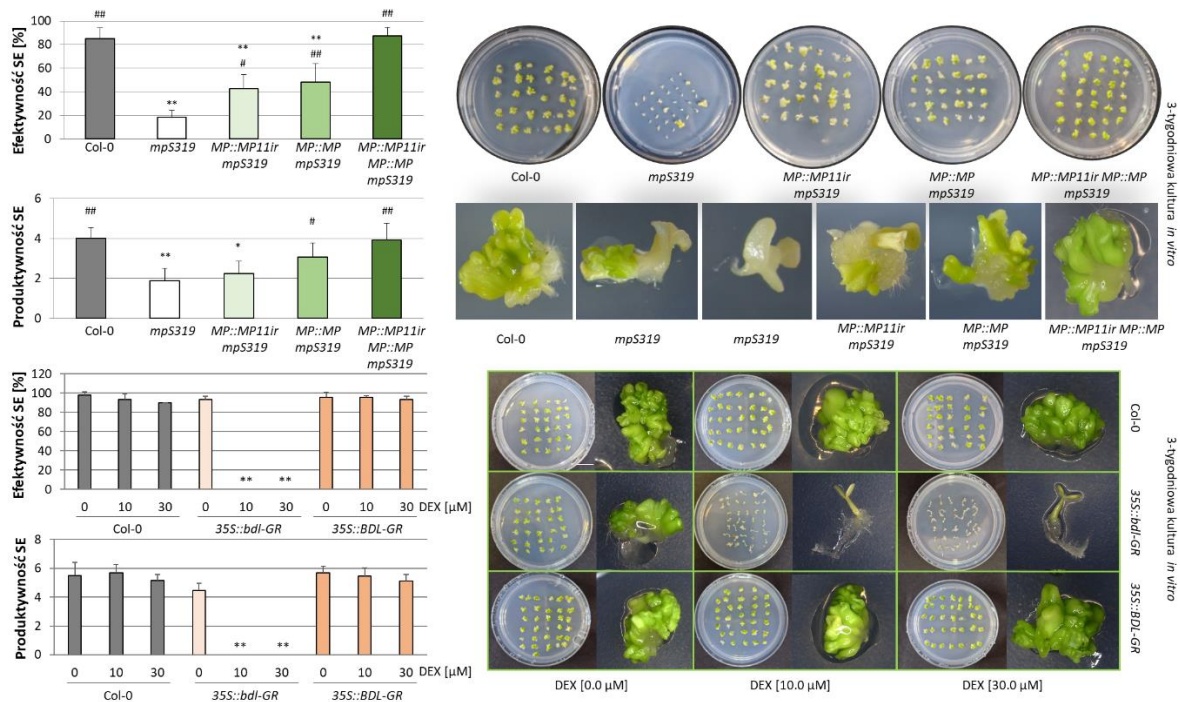 Efektywność SE [%]
100
80
60
40
20
0
##
**
**
#
**
##
##
Col-0
mpS319
MP::MP11ir
mpS319
MP::MP
mpS319
MP::MP11ir
MP::MP
mpS319
Produktywność SE
6
4
2
0
##
**
*
#
##
Col-0
mpS319
MP::MP11ir
mpS319
MP::MP
mpS319
MP::MP11ir
MP::MP
mpS319
Efektywność SE [%]
120
100
80
60
40
20
0
** **
0 10 30 0 10 30 0 10 30 DEX [µM]
Col-0 35S::bdl-GR 35S::BDL-GR
Produktywność SE
8
6
4
2
0
** **
0 10 30 0 10 30 0 10 30 DEX [µM]
Col-0 35S::bdl-GR 35S::BDL-GR
Col-0
mpS319
MP::MP11ir
mpS319
MP::MP
mpS319
MP::MP11ir MP::MP
mpS319
3-tygodniowa kultura in vitro
Col-0
mpS319
mpS319
MP::MP11ir
mpS319
MP::MP
mpS319
MP::MP11ir MP::MP
mpS319
Col-0
35S::bdl-GR
35S::BDL-GR
3-tygodniowa kultura in vitro
DEX [0.0 µM]
DEX [10.0 µM]
DEX [30.0 µM]